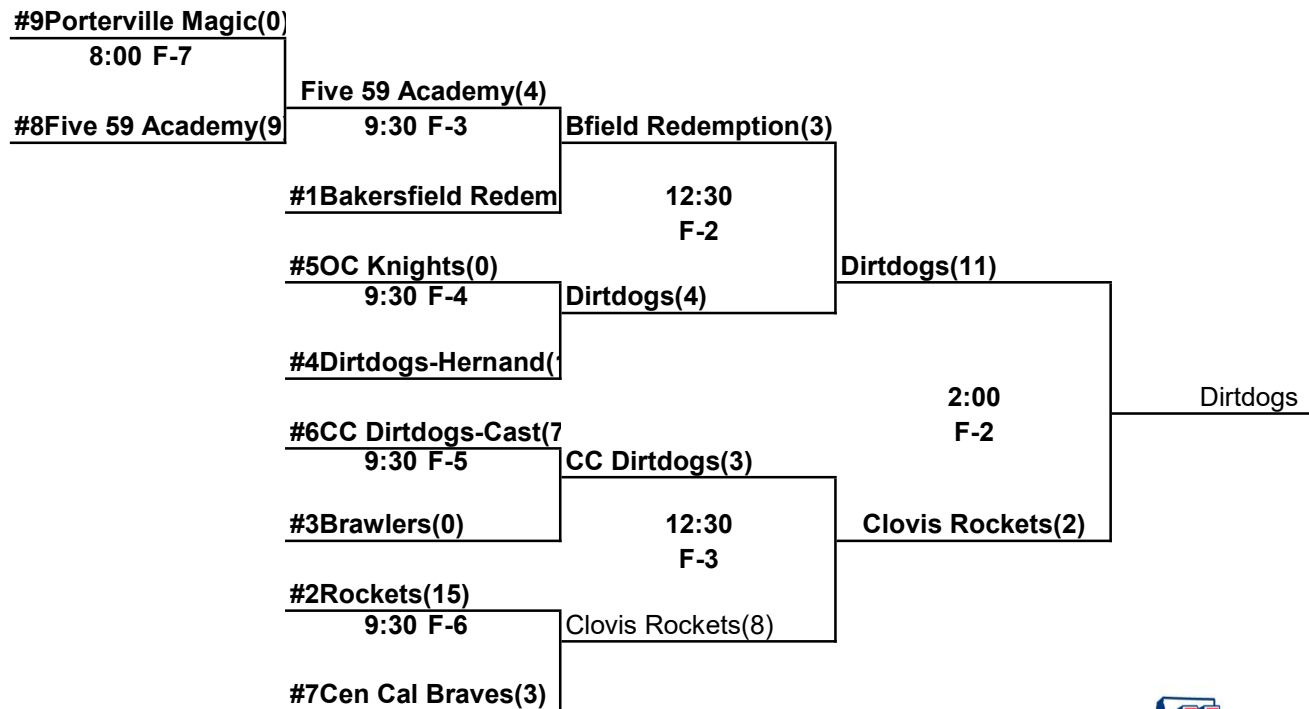 #9Porterville Magic(0)
8:00 F-7
Five 59 Academy(4)
#8Five 59 Academy(9
9:30 F-3
Bfield Redemption(3)
#1Bakersfield Redem
12:30
F-2
#5OC Knights(0)
Dirtdogs(11)
9:30 F-4
Dirtdogs(4)
#4Dirtdogs-Hernand(
2:00
Dirtdogs
#6CC Dirtdogs-Cast(7
F-2
9:30 F-5
CC Dirtdogs(3)
#3Brawlers(0)
12:30
Clovis Rockets(2)
F-3
#2Rockets(15)
9:30 F-6
Clovis Rockets(8)
#7Cen Cal Braves(3)